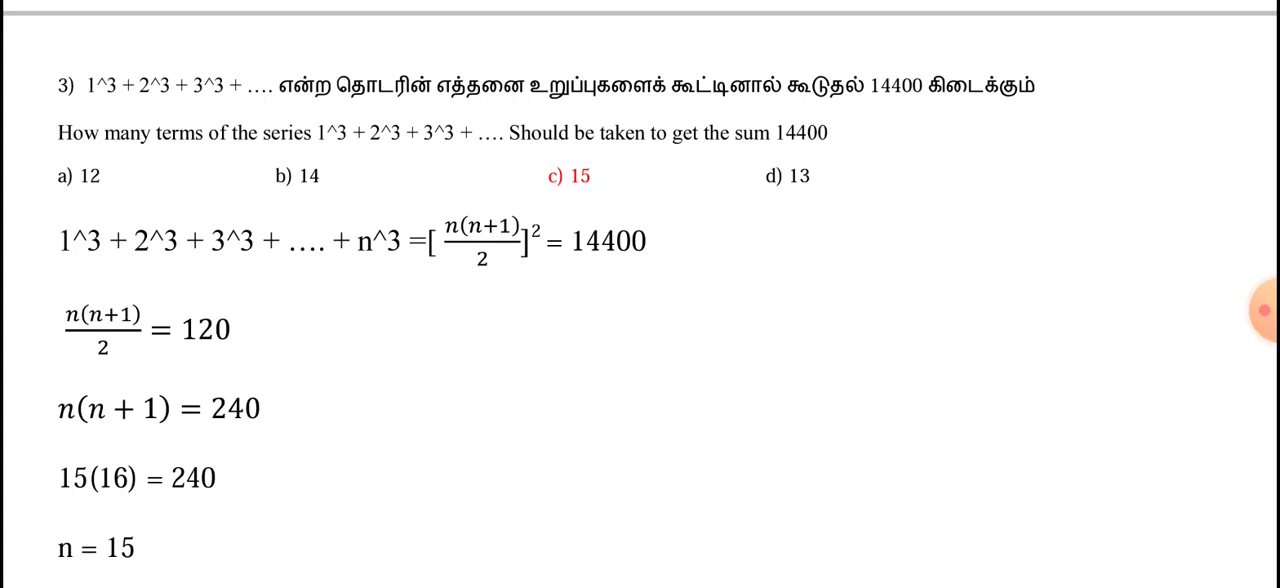 3) 1^3 + 2^3 + 3^3 + .... என்ற தொடரின் எத்தனை உறுப்புகளைக் கூட்டினால் கூடுதல் 14400 கிடைக்கும்
How many terms of the series 1^3 + 2^3 + 3^3 + .... Should be taken to get the sum 14400
a) 12 b) 14 c) 15 d) 13
1^3 + 2^3 + 3^3 + .... + n^3 =[ n(n+1)/2 ]² = 14400
n(n+1)/2 = 120
n(n + 1) = 240
15(16) = 240
n = 15